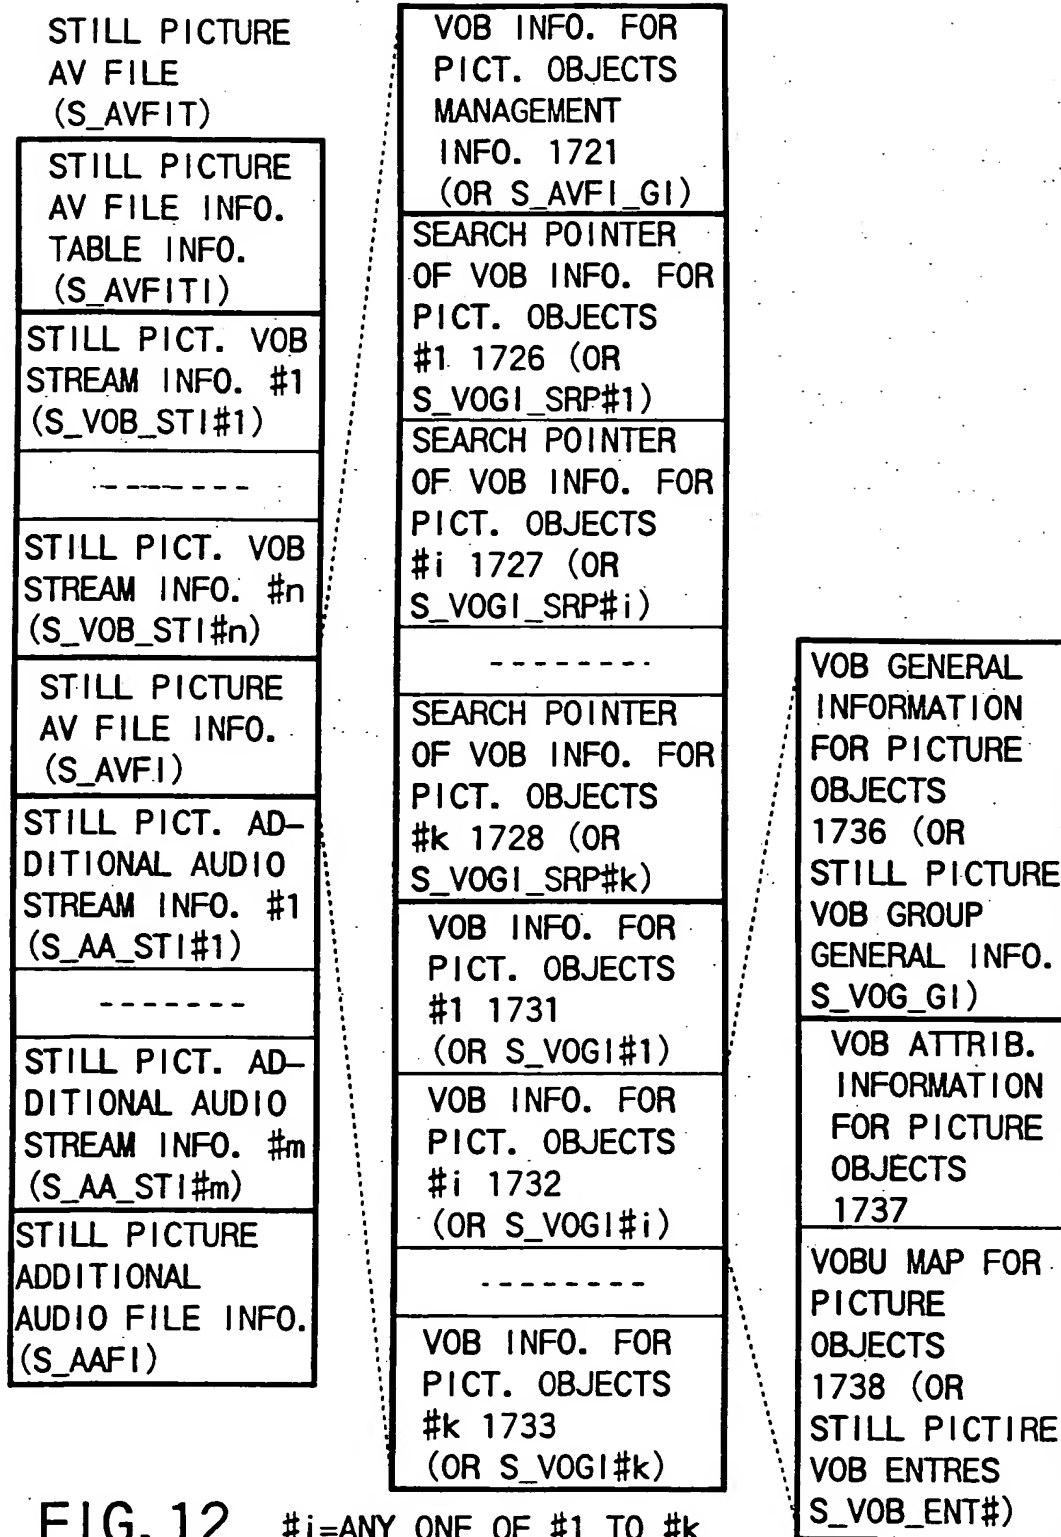 STILL PICTURE
AV FILE
(S_AVFIT)
STILL PICTURE
AV FILE INFO.
TABLE INFO.
(S_AVFITI)
STILL PICT. VOB
STREAM INFO. #1
(S_VOB_STI#1)
-------
STILL PICT. VOB
STREAM INFO. #n
(S_VOB_STI#n)
STILL PICTURE
AV FILE INFO.
(S_AVFI)
STILL PICT. AD-
DITIONAL AUDIO
STREAM INFO. #1
(S_AA_STI#1)
-------
STILL PICT. AD-
DITIONAL AUDIO
STREAM INFO. #m
(S_AA_STI#m)
STILL PICTURE
ADDITIONAL
AUDIO FILE INFO.
(S_AAFI)
VOB INFO. FOR
PICT. OBJECTS
MANAGEMENT
INFO. 1721
(OR S_AVFI_GI)
SEARCH POINTER
OF VOB INFO. FOR
PICT. OBJECTS
#1 1726 (OR
S_VOGI_SRP#1)
SEARCH POINTER
OF VOB INFO. FOR
PICT. OBJECTS
#i 1727 (OR
S_VOGI_SRP#i)
--------
SEARCH POINTER
OF VOB INFO. FOR
PICT. OBJECTS
#k 1728 (OR
S_VOGI_SRP#k)
VOB INFO. FOR
PICT. OBJECTS
#1 1731
(OR S_VOGI#1)
VOB INFO. FOR
PICT. OBJECTS
#i 1732
(OR S_VOGI#i)
--------
VOB INFO. FOR
PICT. OBJECTS
#k 1733
(OR S_VOGI#k)
VOB GENERAL
INFORMATION
FOR PICTURE
OBJECTS
1736 (OR
STILL PICTURE
VOB GROUP
GENERAL INFO.
S_VOG_GI)
VOB ATTRIB.
INFORMATION
FOR PICTURE
OBJECTS
1737
VOBU MAP FOR
PICTURE
OBJECTS
1738 (OR
STILL PICTIRE
VOB ENTRES
S_VOB_ENT#)
FIG. 12 #i=ANY ONE OF #1 TO #k